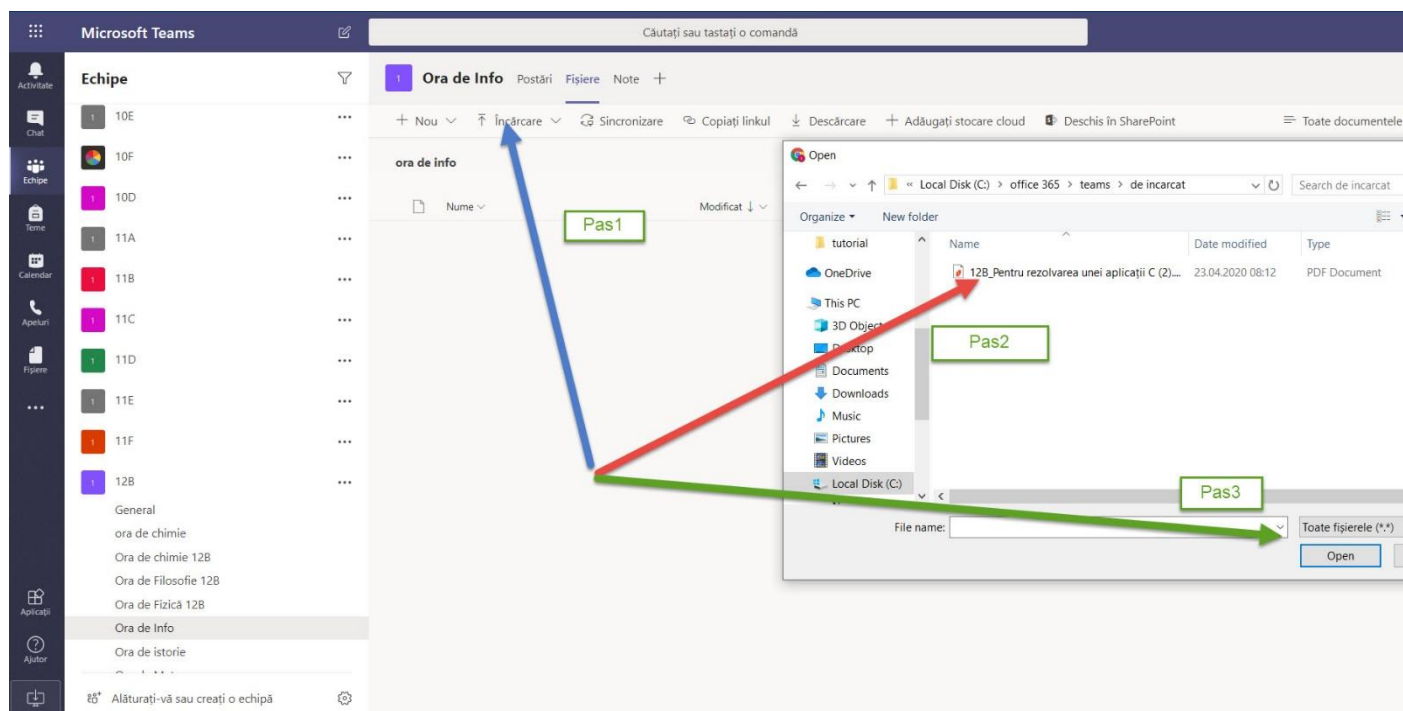 Microsoft Teams
Căutați sau tastați o comandă
Activitate
Chat
Echipe
Teme
Calendar
Apeluri
Fișiere
Aplicații
Ajutor
Echipe
10E
10F
10D
11A
11B
11C
11D
11E
11F
12B
General
ora de chimie
Ora de chimie 12B
Ora de Filosofie 12B
Ora de Fizică 12B
Ora de Info
Ora de istorie
Alăturați-vă sau creați o echipă
1 Ora de Info Postări Fișiere Note +
+ Nou Încărcare Sincronizare Copiați linkul Descărcare + Adăugați stocare cloud Deschis în SharePoint Toate documentele
ora de info
Nume Modificat
Pas1
Open
« Local Disk (C:) > office 365 > teams > de incarcat
Search de incarcat
Organize New folder
tutorial
OneDrive
This PC
3D Objec
Desktop
Documents
Downloads
Music
Pictures
Videos
Local Disk (C:)
Name Date modified Type
12B_Pentru rezolvarea unei aplicații C (2).... 23.04.2020 08:12 PDF Document
Pas2
Pas3
File name:
Toate fișierele (*.*)
Open